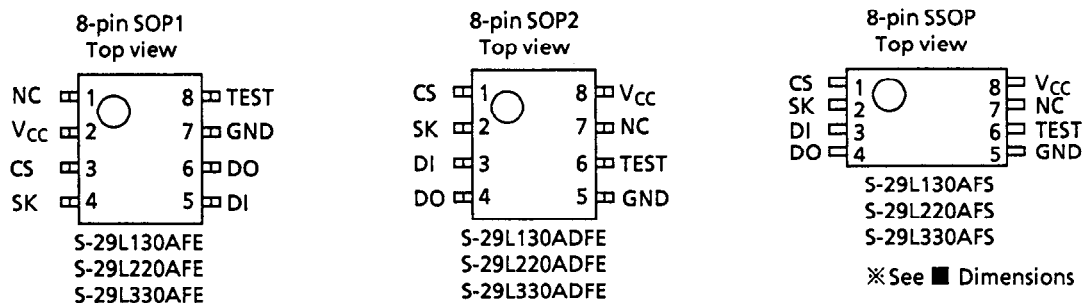 8-pin SOP1
Top view
NC 1 8 TEST
VCC 2 7 GND
CS 3 6 DO
SK 4 5 DI
S-29L130AFE
S-29L220AFE
S-29L330AFE
8-pin SOP2
Top view
CS 1 8 VCC
SK 2 7 NC
DI 3 6 TEST
DO 4 5 GND
S-29L130ADFE
S-29L220ADFE
S-29L330ADFE
8-pin SSOP
Top view
CS 1 8 VCC
SK 2 7 NC
DI 3 6 TEST
DO 4 5 GND
S-29L130AFS
S-29L220AFS
S-29L330AFS
※See ■ Dimensions